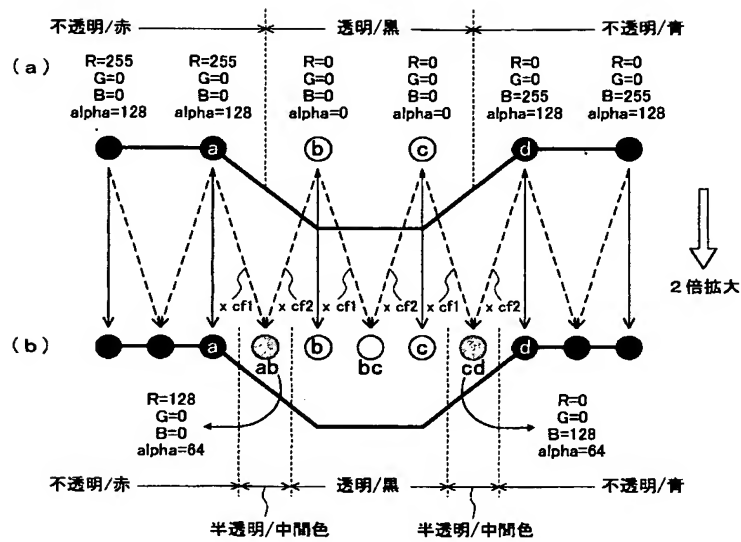 不透明/赤 透明/黒 不透明/青
(a)
R=255 R=255 R=0 R=0 R=0 R=0
G=0 G=0 G=0 G=0 G=0 G=0
B=0 B=0 B=0 B=0 B=255 B=255
alpha=128 alpha=128 alpha=0 alpha=0 alpha=128 alpha=128
a b c d
2倍拡大
x cf1 x cf2 x cf1 x cf2 x cf1 x cf2
(b)
a b c d
ab bc cd
R=128 R=0
G=0 G=0
B=0 B=128
alpha=64 alpha=64
不透明/赤 透明/黒 不透明/青
半透明/中間色 半透明/中間色